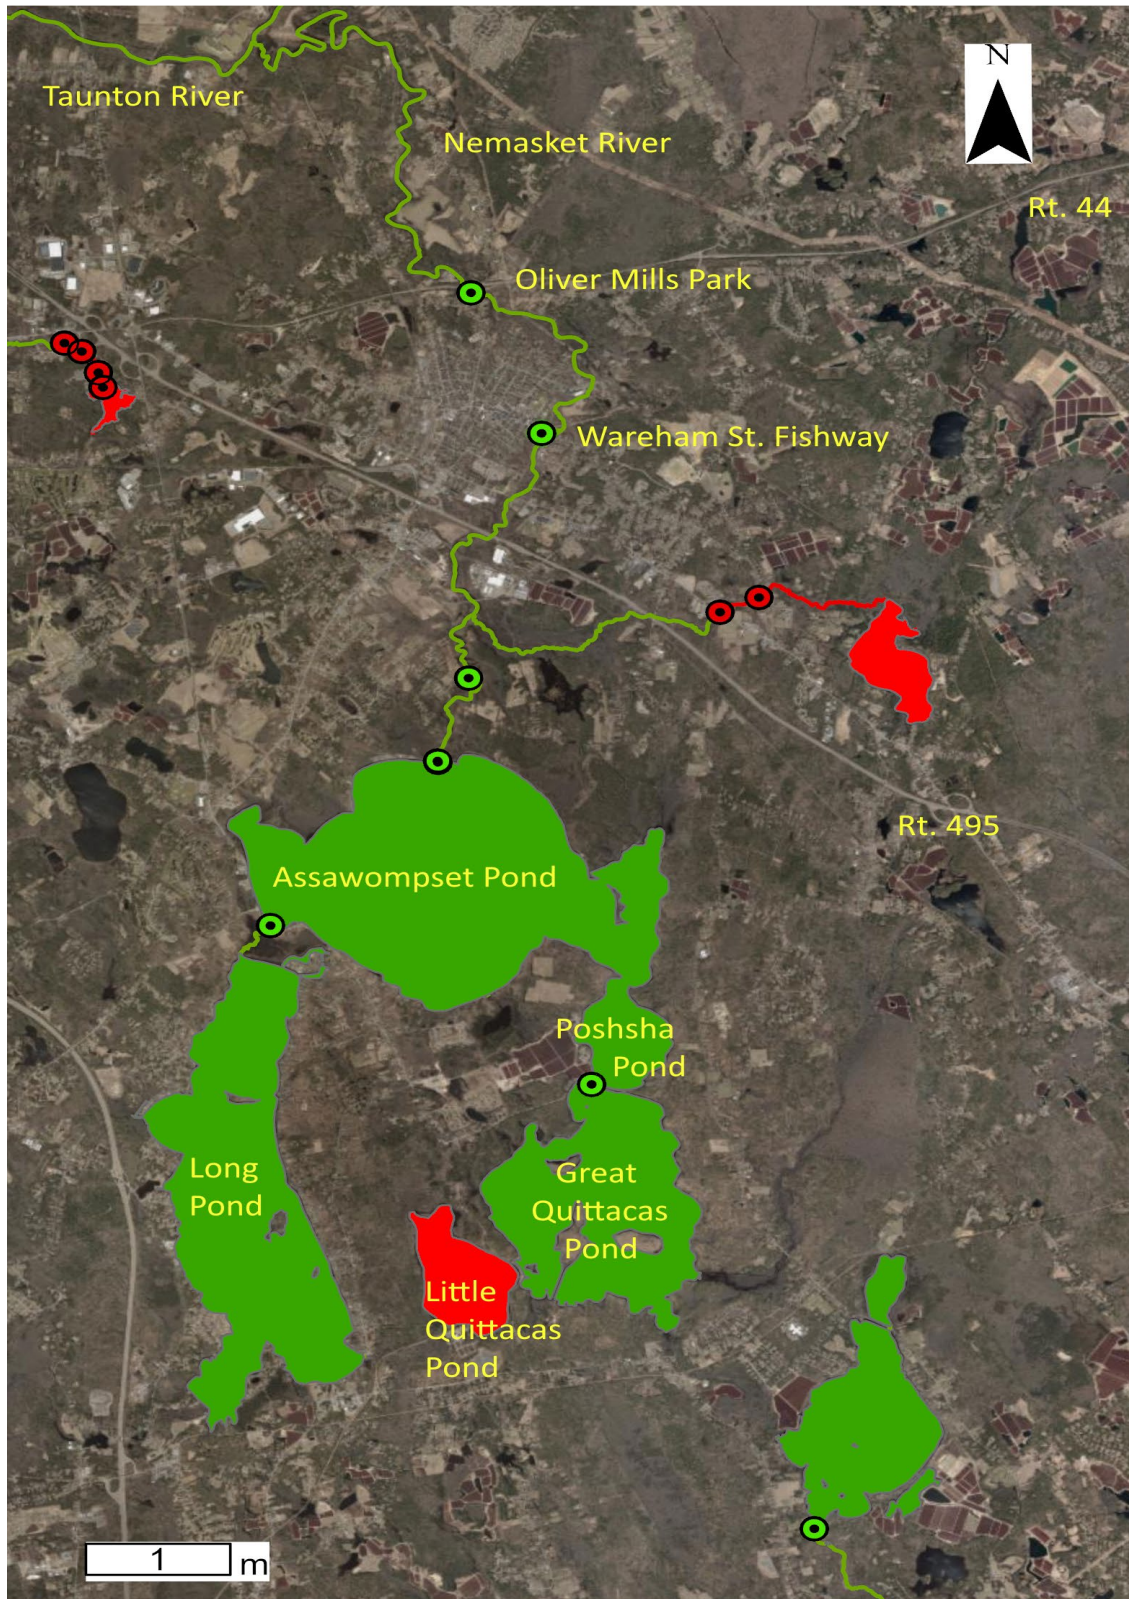 N
Taunton River
Nemasket River
Rt. 44
Oliver Mills Park
Wareham St. Fishway
Rt. 495
Assawompset Pond
Poshsha
Pond
Long
Pond
Great
Quittacas
Pond
Little
Quittacas
Pond
1 m